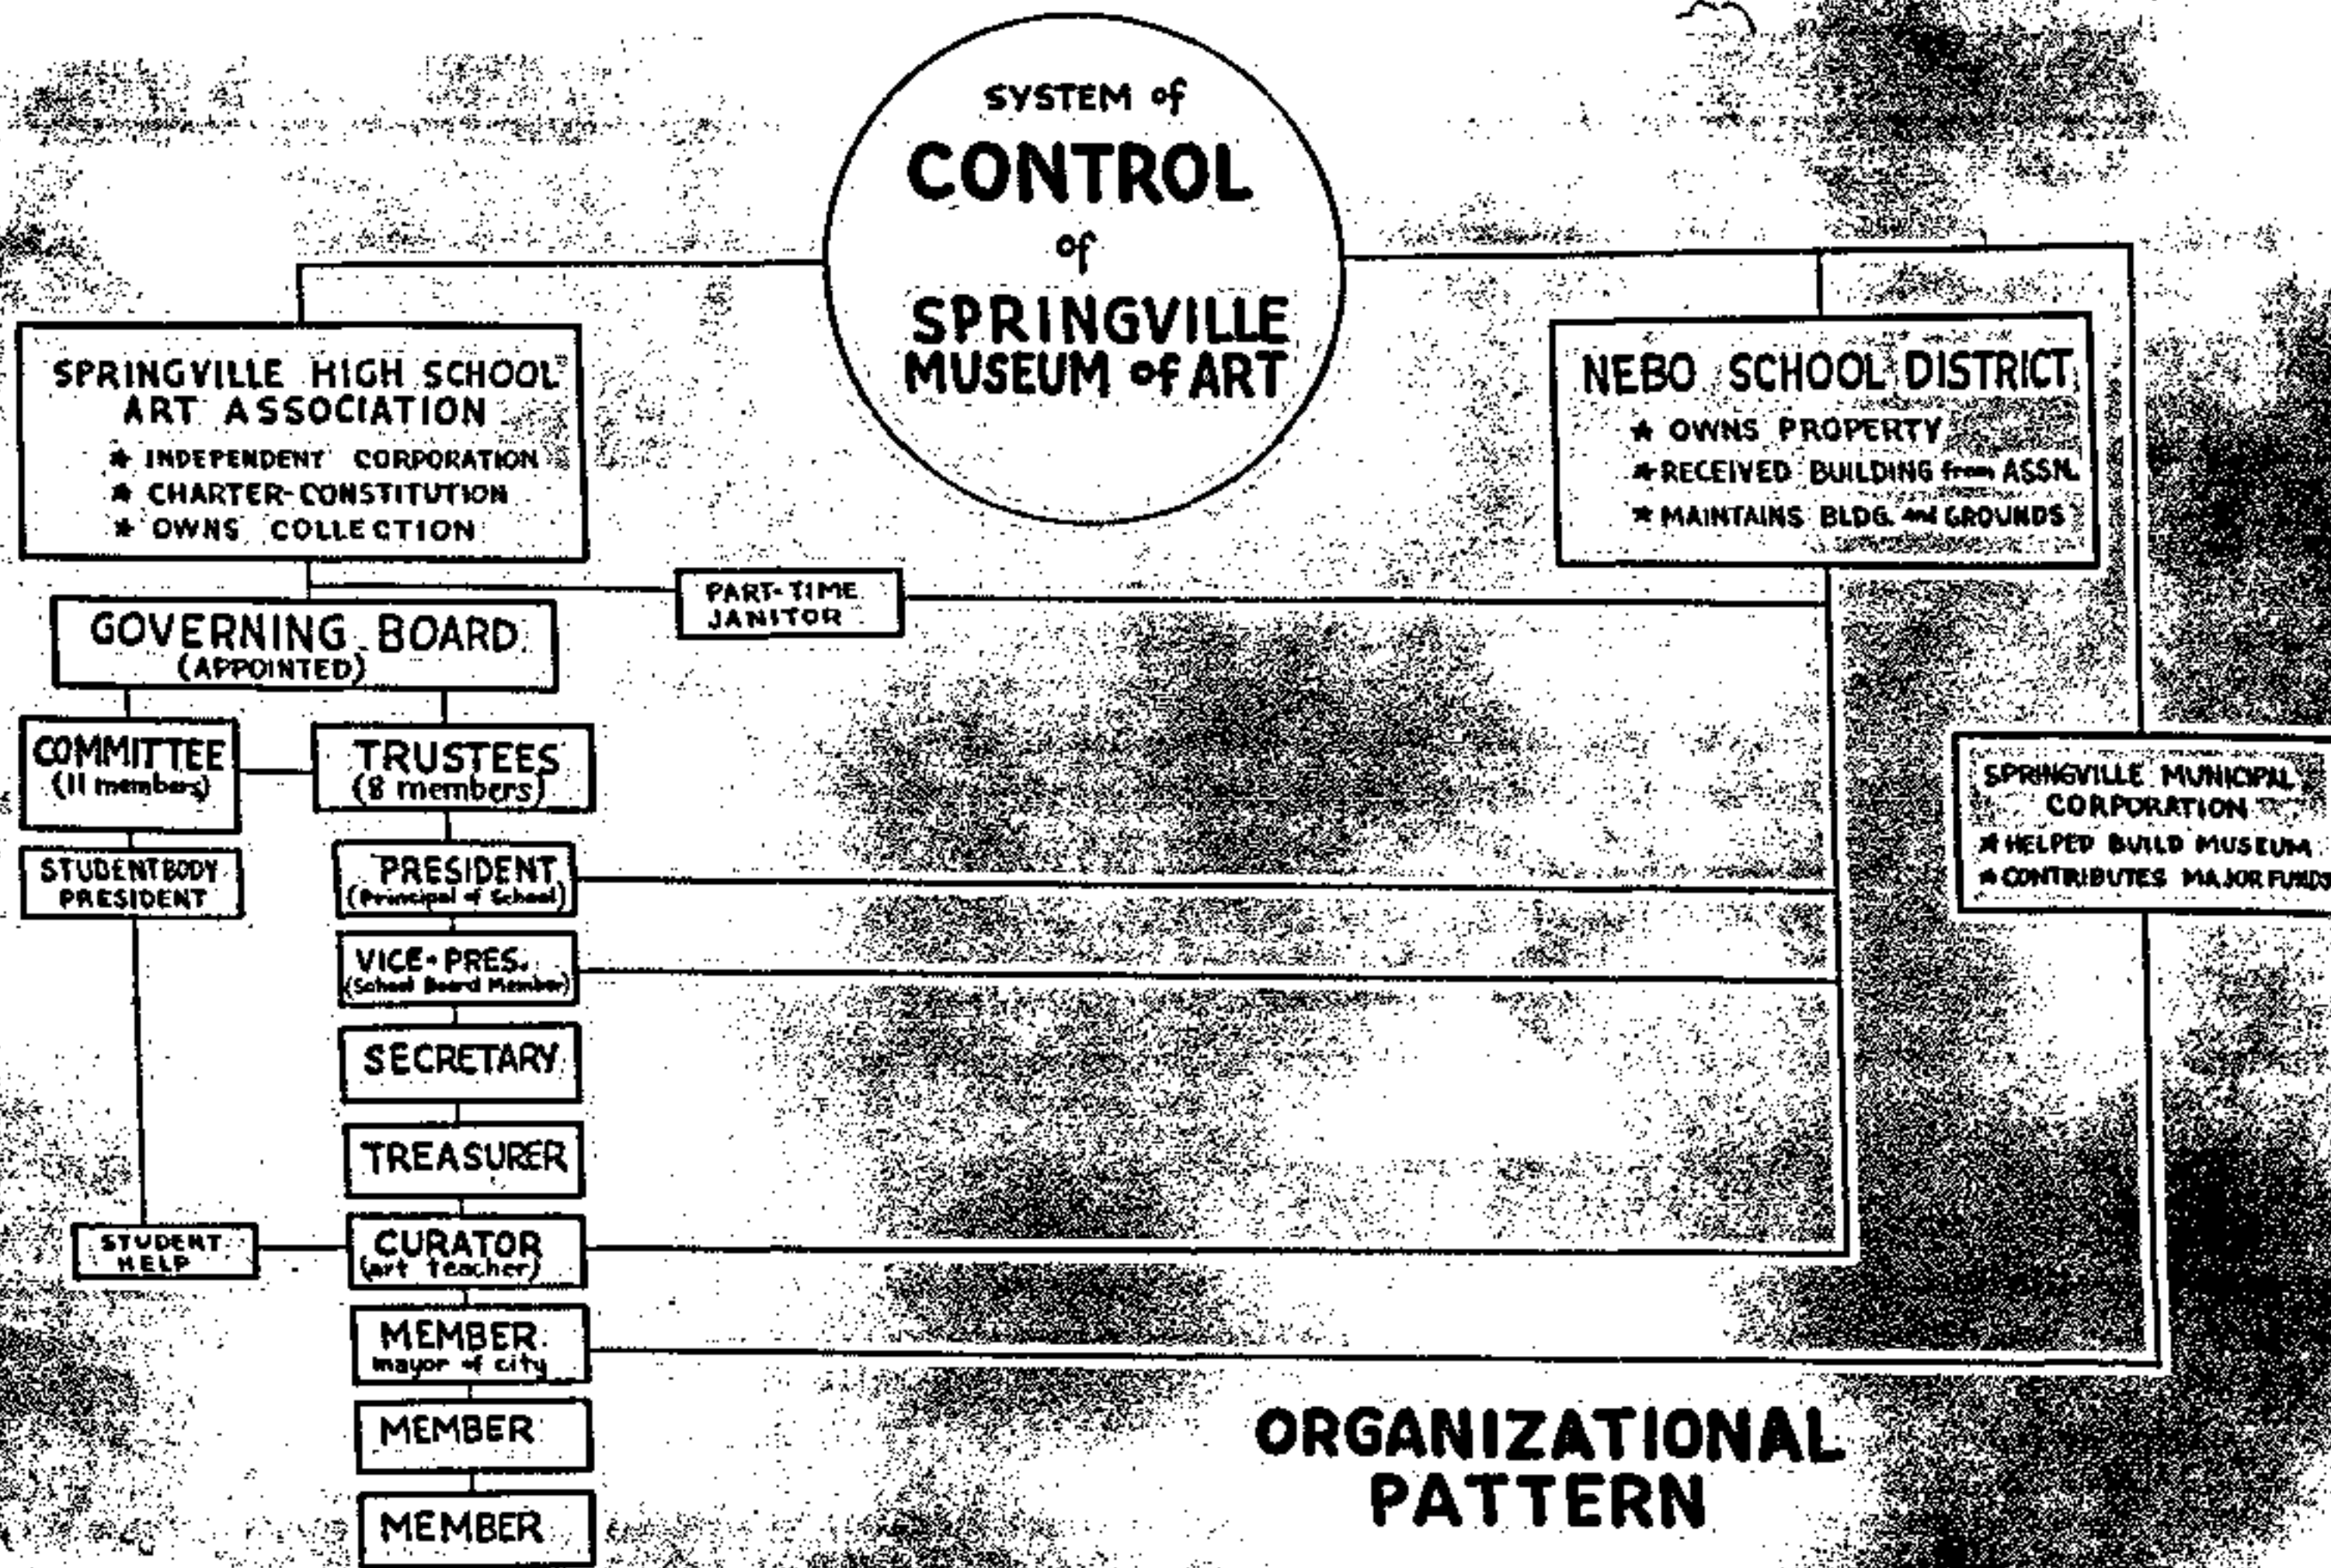 SYSTEM of
CONTROL
of
SPRINGVILLE
MUSEUM of ART
SPRINGVILLE HIGH SCHOOL
ART ASSOCIATION
* INDEPENDENT CORPORATION
* CHARTER-CONSTITUTION
* OWNS COLLECTION
NEBO SCHOOL DISTRICT
* OWNS PROPERTY
* RECEIVED BUILDING from ASSN.
* MAINTAINS BLDG. and GROUNDS
PART-TIME
JANITOR
GOVERNING BOARD
(APPOINTED)
COMMITTEE
(11 members)
TRUSTEES
(8 members)
SPRINGVILLE MUNICIPAL
CORPORATION
* HELPED BUILD MUSEUM
* CONTRIBUTES MAJOR FUNDS
STUDENTBODY
PRESIDENT
PRESIDENT
(Principal of School)
VICE-PRES.
(School Board Member)
SECRETARY
TREASURER
STUDENT
HELP
CURATOR
(art teacher)
MEMBER
mayor of city
MEMBER
MEMBER
ORGANIZATIONAL
PATTERN